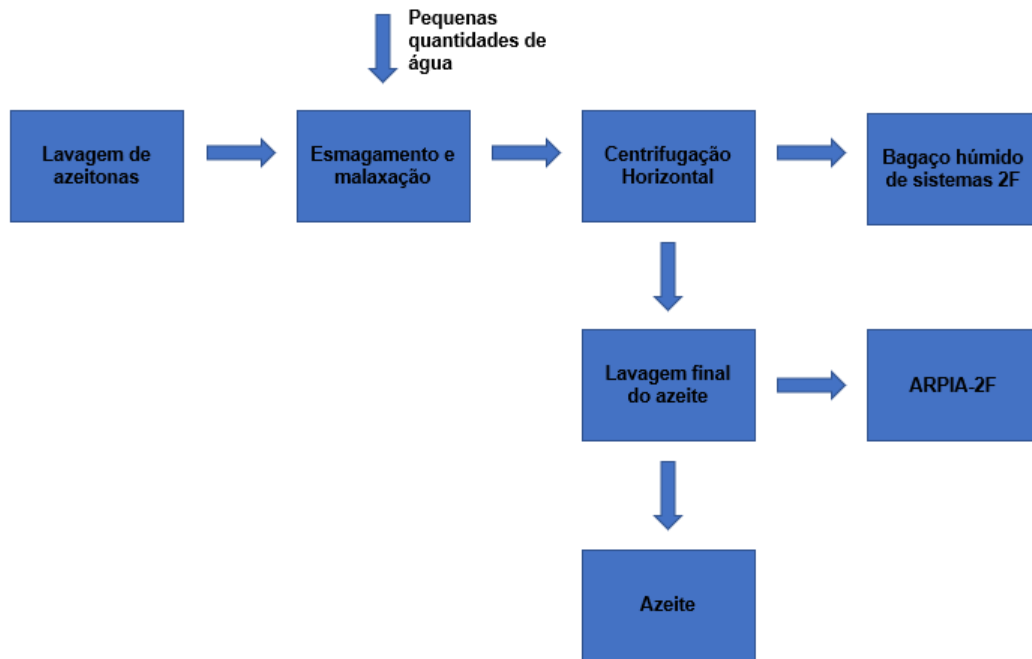 Pequenas
quantidades de
água
Lavagem de
azeitonas
Esmagamento e
malaxação
Centrifugação
Horizontal
Bagaço húmido
de sistemas 2F
Lavagem final
do azeite
ARPIA-2F
Azeite